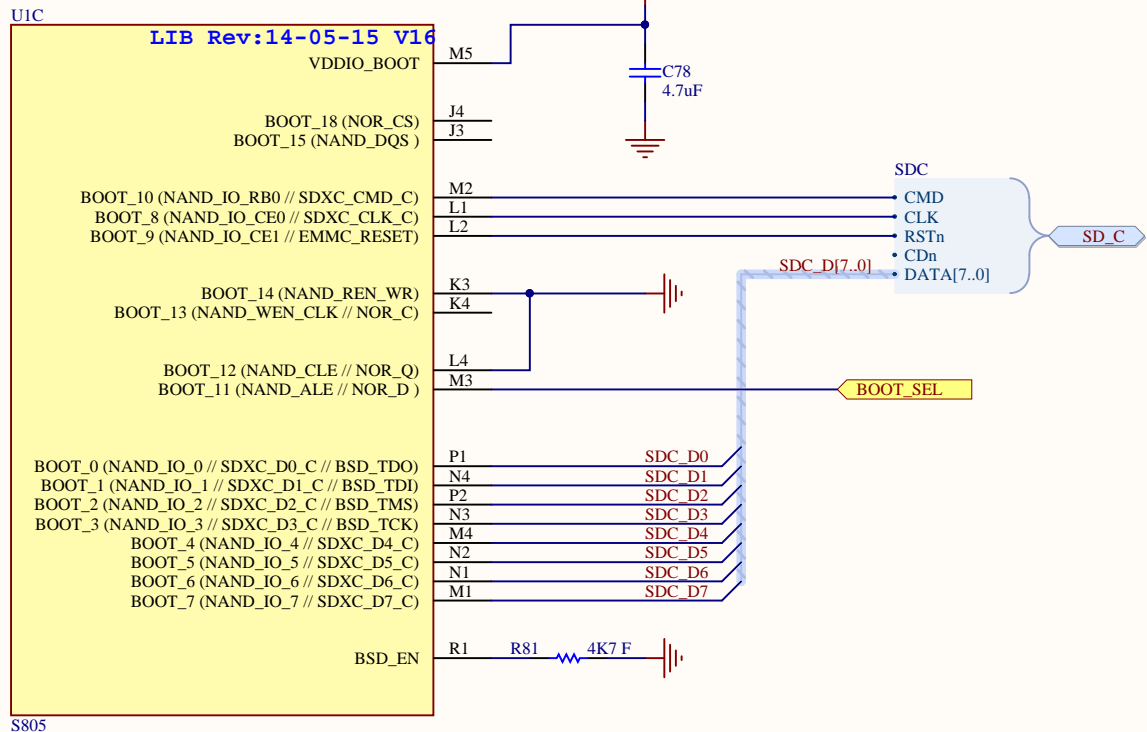 U1C
LIB Rev:14-05-15 V16
VDDIO_BOOT M5
C78
4.7uF
BOOT_18 (NOR_CS) J4
BOOT_15 (NAND_DQS ) J3
SDC
BOOT_10 (NAND_IO_RB0 // SDXC_CMD_C) M2 CMD
BOOT_8 (NAND_IO_CE0 // SDXC_CLK_C) L1 CLK
BOOT_9 (NAND_IO_CE1 // EMMC_RESET) L2 RSTn SD_C
CDn
SDC_D[7..0] DATA[7..0]
BOOT_14 (NAND_REN_WR) K3
BOOT_13 (NAND_WEN_CLK // NOR_C) K4
BOOT_12 (NAND_CLE // NOR_Q) L4
BOOT_11 (NAND_ALE // NOR_D ) M3 BOOT_SEL
BOOT_0 (NAND_IO_0 // SDXC_D0_C // BSD_TDO) P1 SDC_D0
BOOT_1 (NAND_IO_1 // SDXC_D1_C // BSD_TDI) N4 SDC_D1
BOOT_2 (NAND_IO_2 // SDXC_D2_C // BSD_TMS) P2 SDC_D2
BOOT_3 (NAND_IO_3 // SDXC_D3_C // BSD_TCK) N3 SDC_D3
BOOT_4 (NAND_IO_4 // SDXC_D4_C) M4 SDC_D4
BOOT_5 (NAND_IO_5 // SDXC_D5_C) N2 SDC_D5
BOOT_6 (NAND_IO_6 // SDXC_D6_C) N1 SDC_D6
BOOT_7 (NAND_IO_7 // SDXC_D7_C) M1 SDC_D7
BSD_EN R1 R81 4K7 F
S805